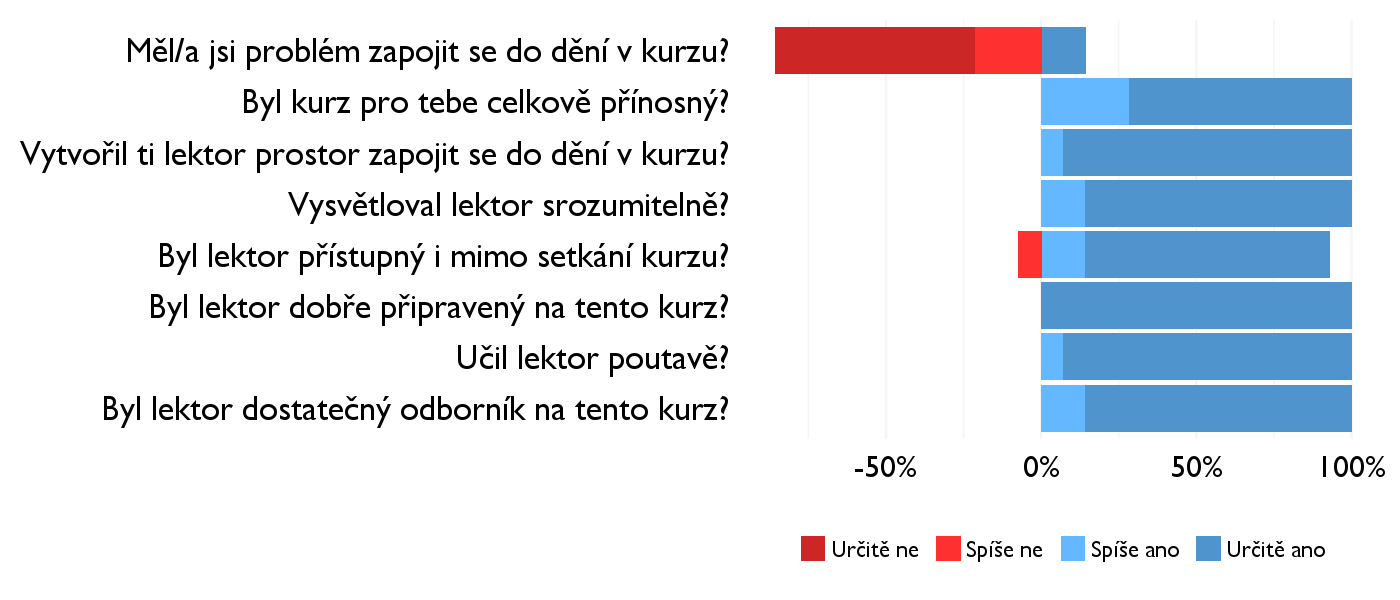 Měl/a jsi problém zapojit se do dění v kurzu?
Byl kurz pro tebe celkově přínosný?
Vytvořil ti lektor prostor zapojit se do dění v kurzu?
Vysvětloval lektor srozumitelně?
Byl lektor přístupný i mimo setkání kurzu?
Byl lektor dobře připravený na tento kurz?
Učil lektor poutavě?
Byl lektor dostatečný odborník na tento kurz?
-50% 0% 50% 100%
Určitě ne Spíše ne Spíše ano Určitě ano